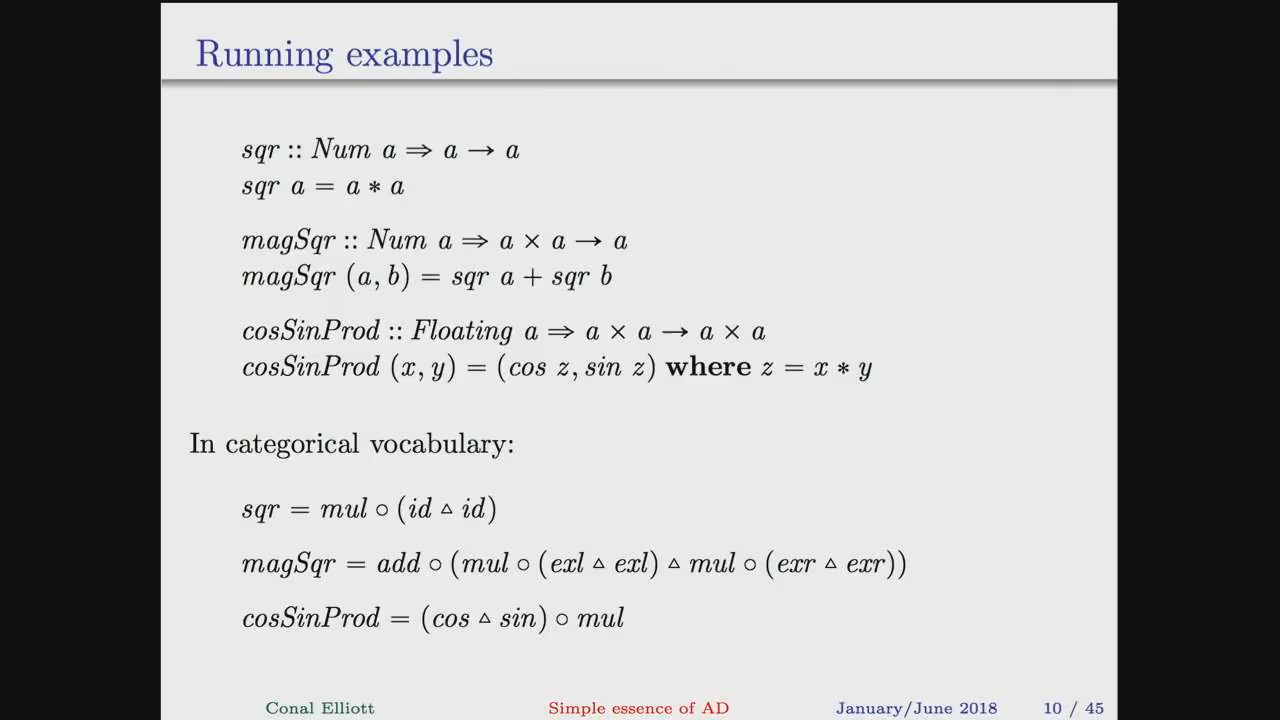 Running examples
sqr :: Num a ⇒ a → a
sqr a = a ∗ a
magSqr :: Num a ⇒ a × a → a
magSqr (a, b) = sqr a + sqr b
cosSinProd :: Floating a ⇒ a × a → a × a
cosSinProd (x, y) = (cos z, sin z) where z = x ∗ y
In categorical vocabulary:
sqr = mul ∘ (id ▵ id)
magSqr = add ∘ (mul ∘ (exl ▵ exl) ▵ mul ∘ (exr ▵ exr))
cosSinProd = (cos ▵ sin) ∘ mul
Conal Elliott Simple essence of AD January/June 2018 10 / 45